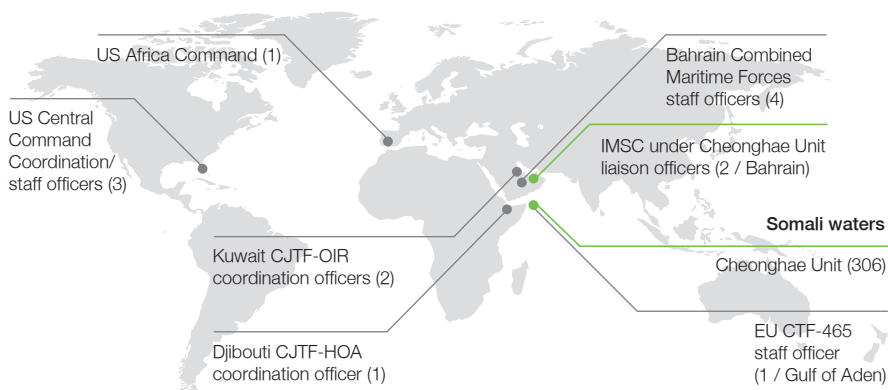 US Africa Command (1)
US Central
Command
Coordination/
staff officers (3)
Bahrain Combined
Maritime Forces
staff officers (4)
IMSC under Cheonghae Unit
liaison officers (2 / Bahrain)
Somali waters
Cheonghae Unit (306)
Kuwait CJTF-OIR
coordination officers (2)
Djibouti CJTF-HOA
coordination officer (1)
EU CTF-465
staff officer
(1 / Gulf of Aden)